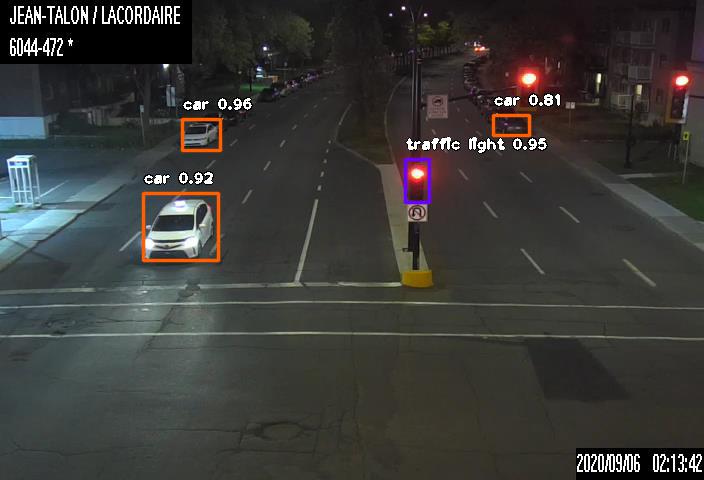 JEAN-TALON / LACORDAIRE
6044-472 *
car 0.96
car 0.81
traffic light 0.95
car 0.92
2020/09/06 02:13:42